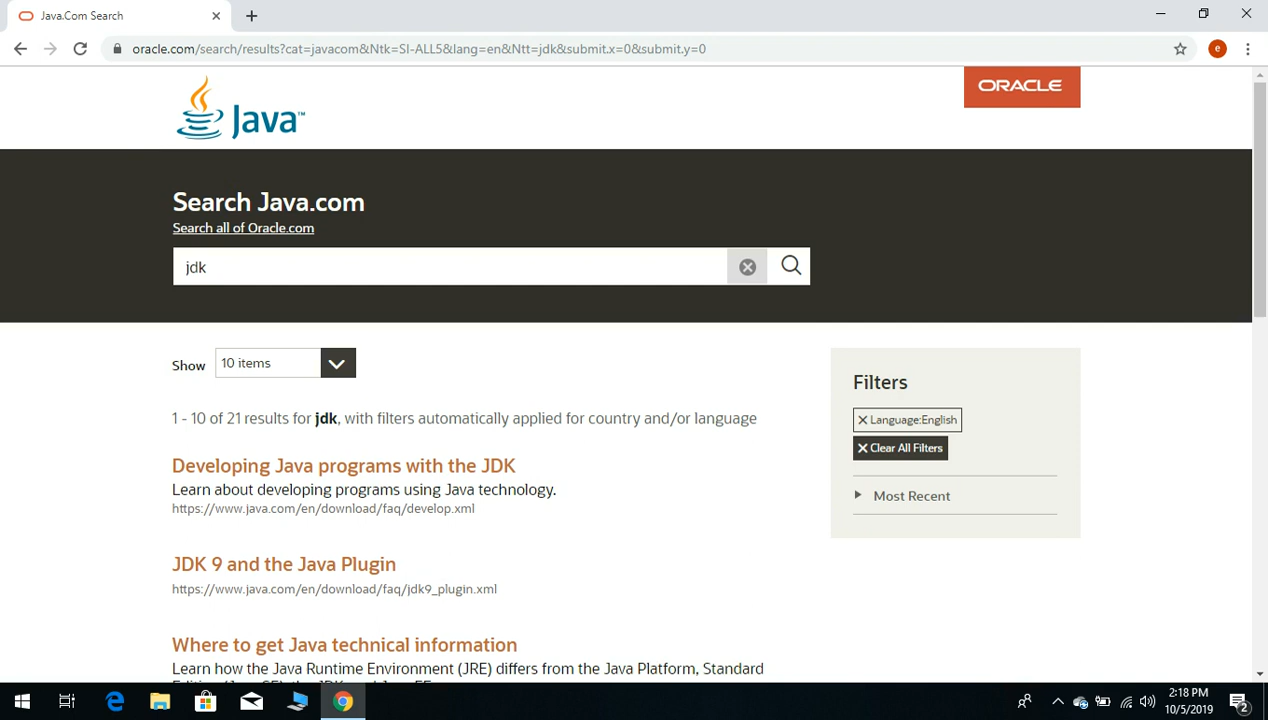 Java.Com Search
oracle.com/search/results?cat=javacom&Ntk=SI-ALL5&lang=en&Ntt=jdk&submit.x=0&submit.y=0
e
Java™
ORACLE
Search Java.com
Search all of Oracle.com
jdk
Show 10 items
1 - 10 of 21 results for jdk, with filters automatically applied for country and/or language
Developing Java programs with the JDK
Learn about developing programs using Java technology.
https://www.java.com/en/download/faq/develop.xml
JDK 9 and the Java Plugin
https://www.java.com/en/download/faq/jdk9_plugin.xml
Where to get Java technical information
Learn how the Java Runtime Environment (JRE) differs from the Java Platform, Standard
Filters
Language:English
Clear All Filters
Most Recent
2:18 PM
10/5/2019
2